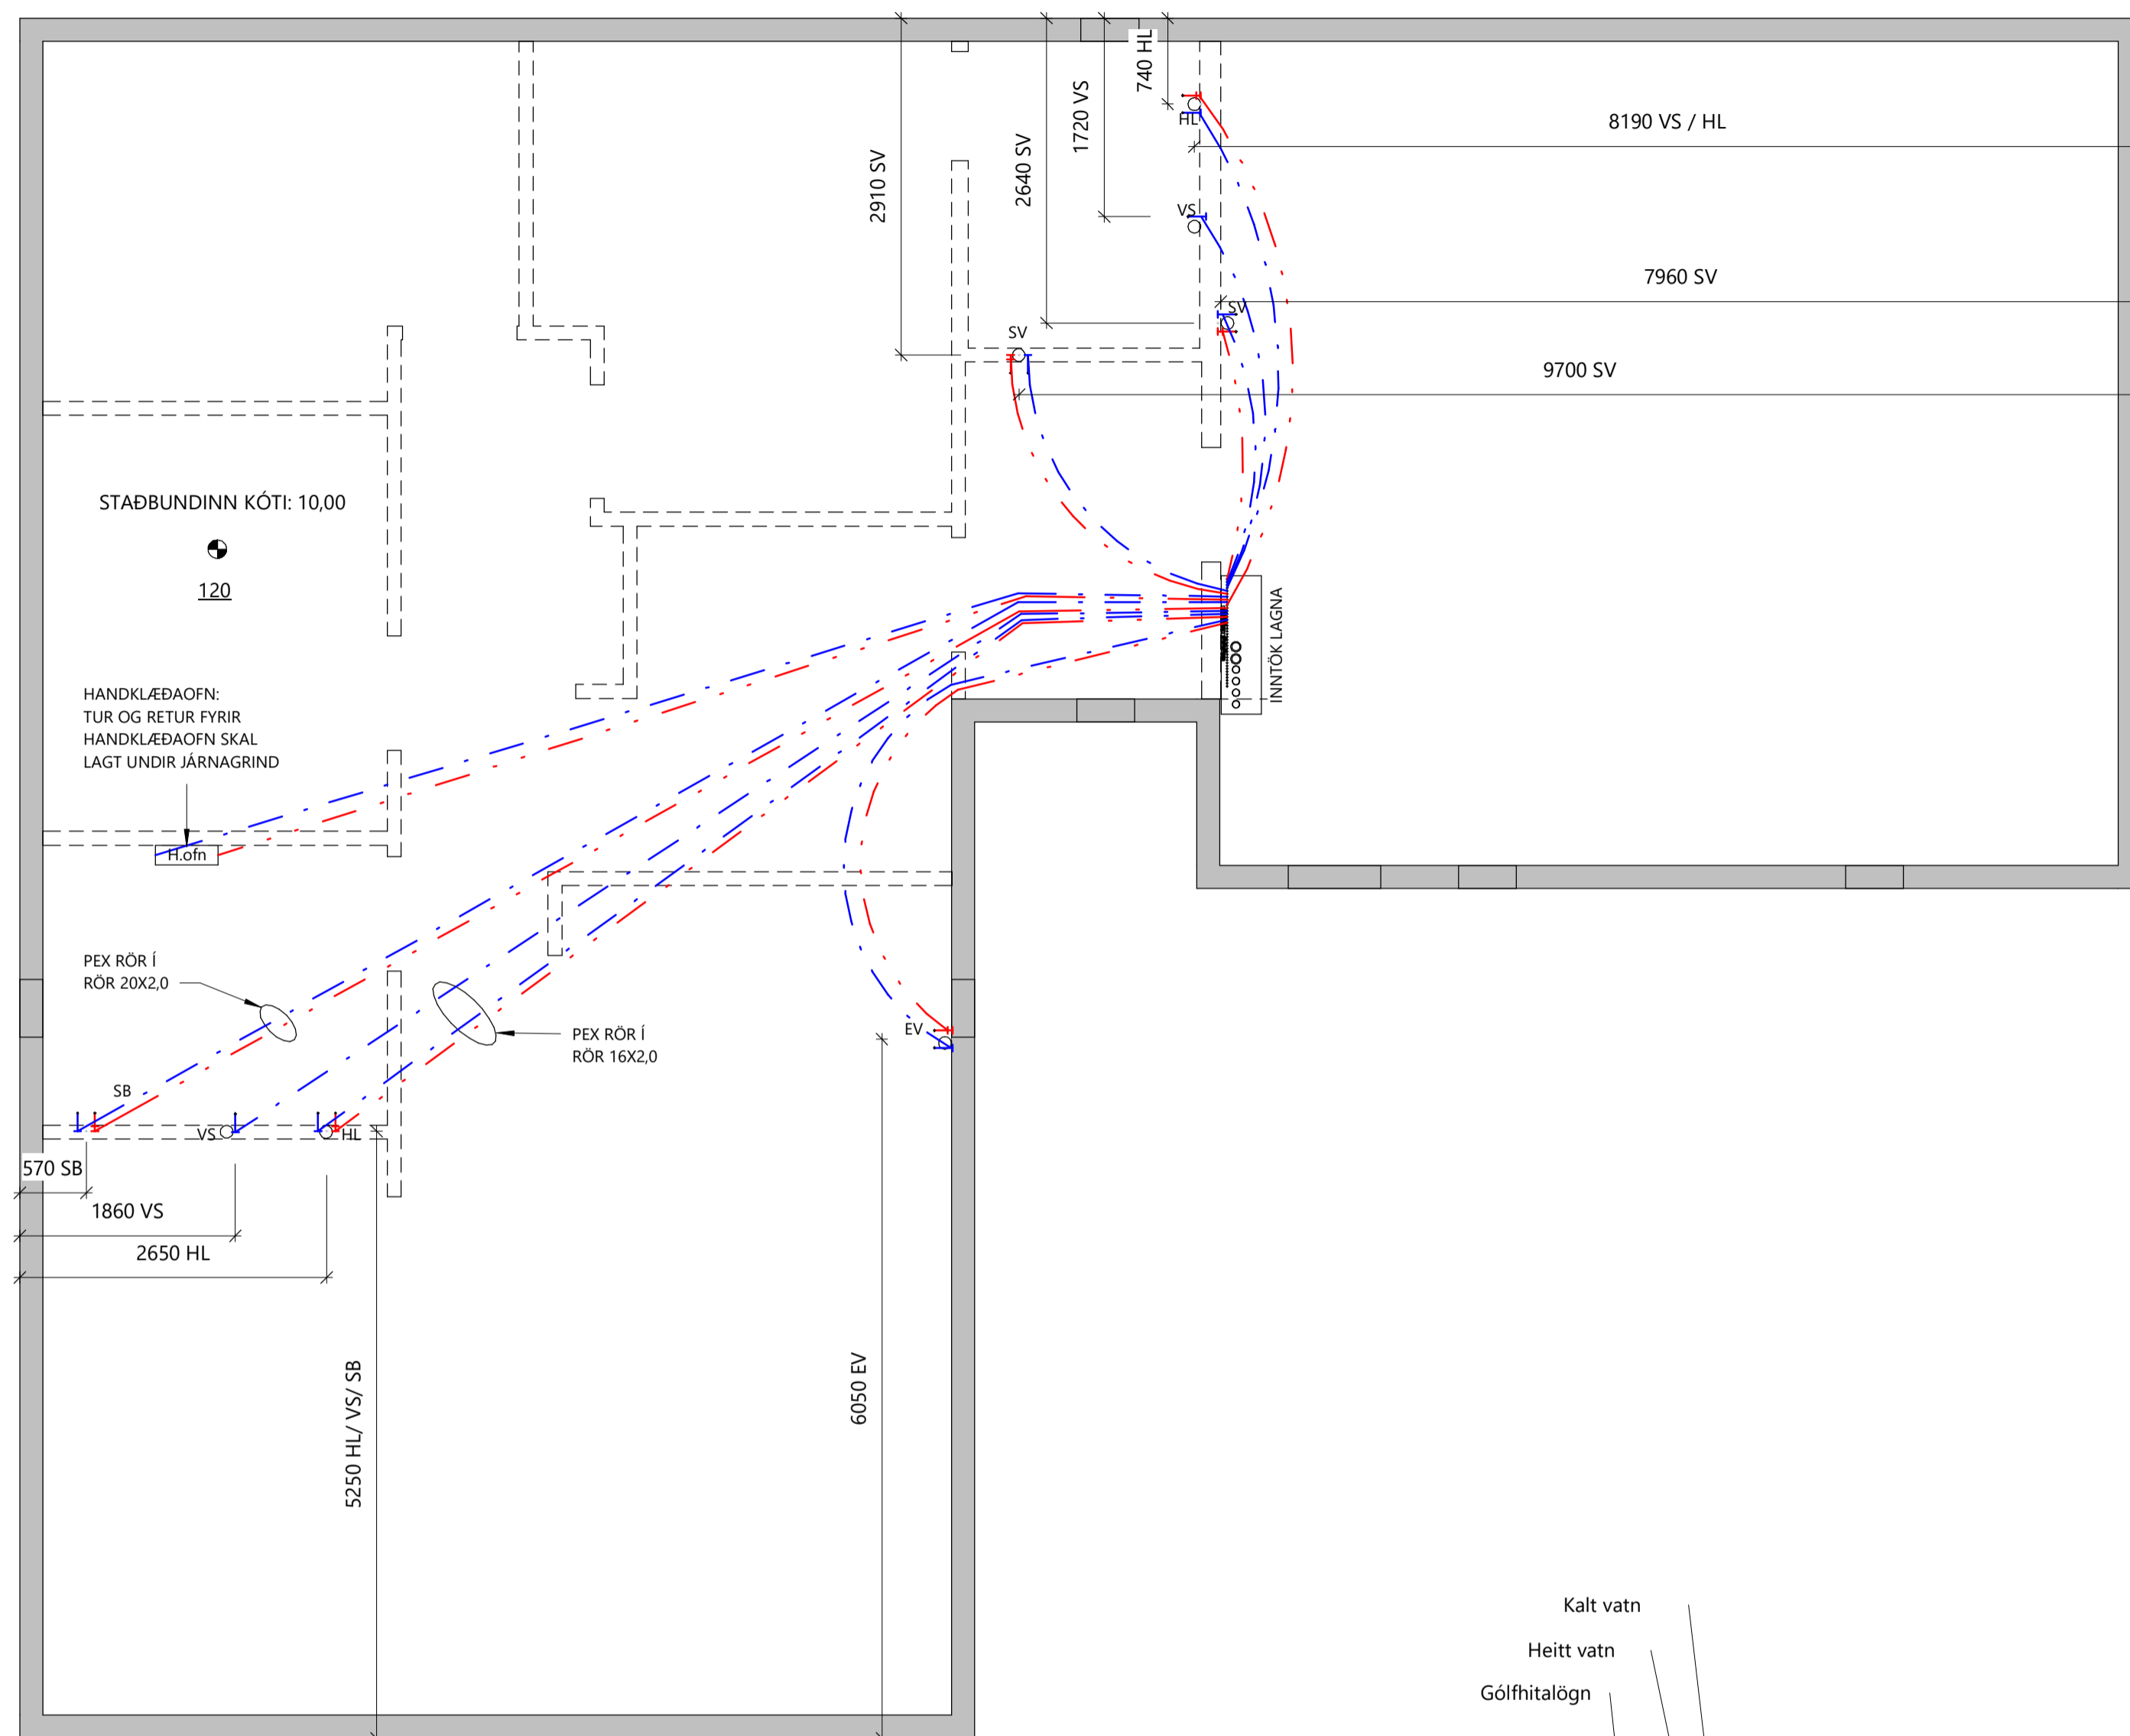 740 HL
1720 VS
2640 SV
2910 SV
8190 VS / HL
HL
VS
7960 SV
SV
SV
9700 SV
STAÐBUNDINN KÓTI: 10,00
120
INNTÖK LAGNA
HANDKLÆÐAOFN:
TUR OG RETUR FYRIR
HANDKLÆÐAOFN SKAL
LAGT UNDIR JÁRNAGRIND
H.ofn
PEX RÖR Í
RÖR 20X2,0
PEX RÖR Í
RÖR 16X2,0
EV
SB
VS
HL
570 SB
1860 VS
2650 HL
5250 HL/ VS/ SB
6050 EV
Kalt vatn
Heitt vatn
Gólfhitalögn